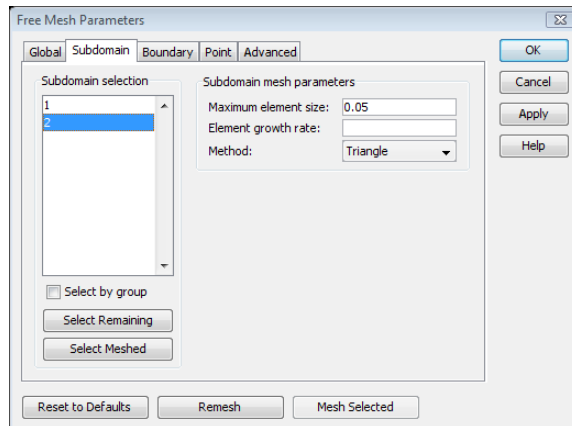 Free Mesh Parameters
Global Subdomain Boundary Point Advanced
OK
Cancel
Apply
Help
Subdomain selection
1
2
Select by group
Select Remaining
Select Meshed
Subdomain mesh parameters
Maximum element size: 0.05
Element growth rate:
Method: Triangle
Reset to Defaults Remesh Mesh Selected